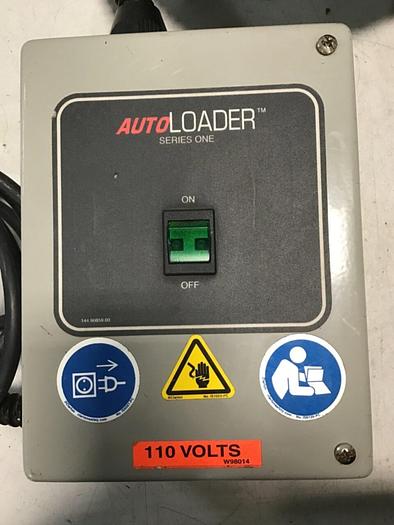 AUTOLOADER™
SERIES ONE
ON
OFF
110 VOLTS
W98014